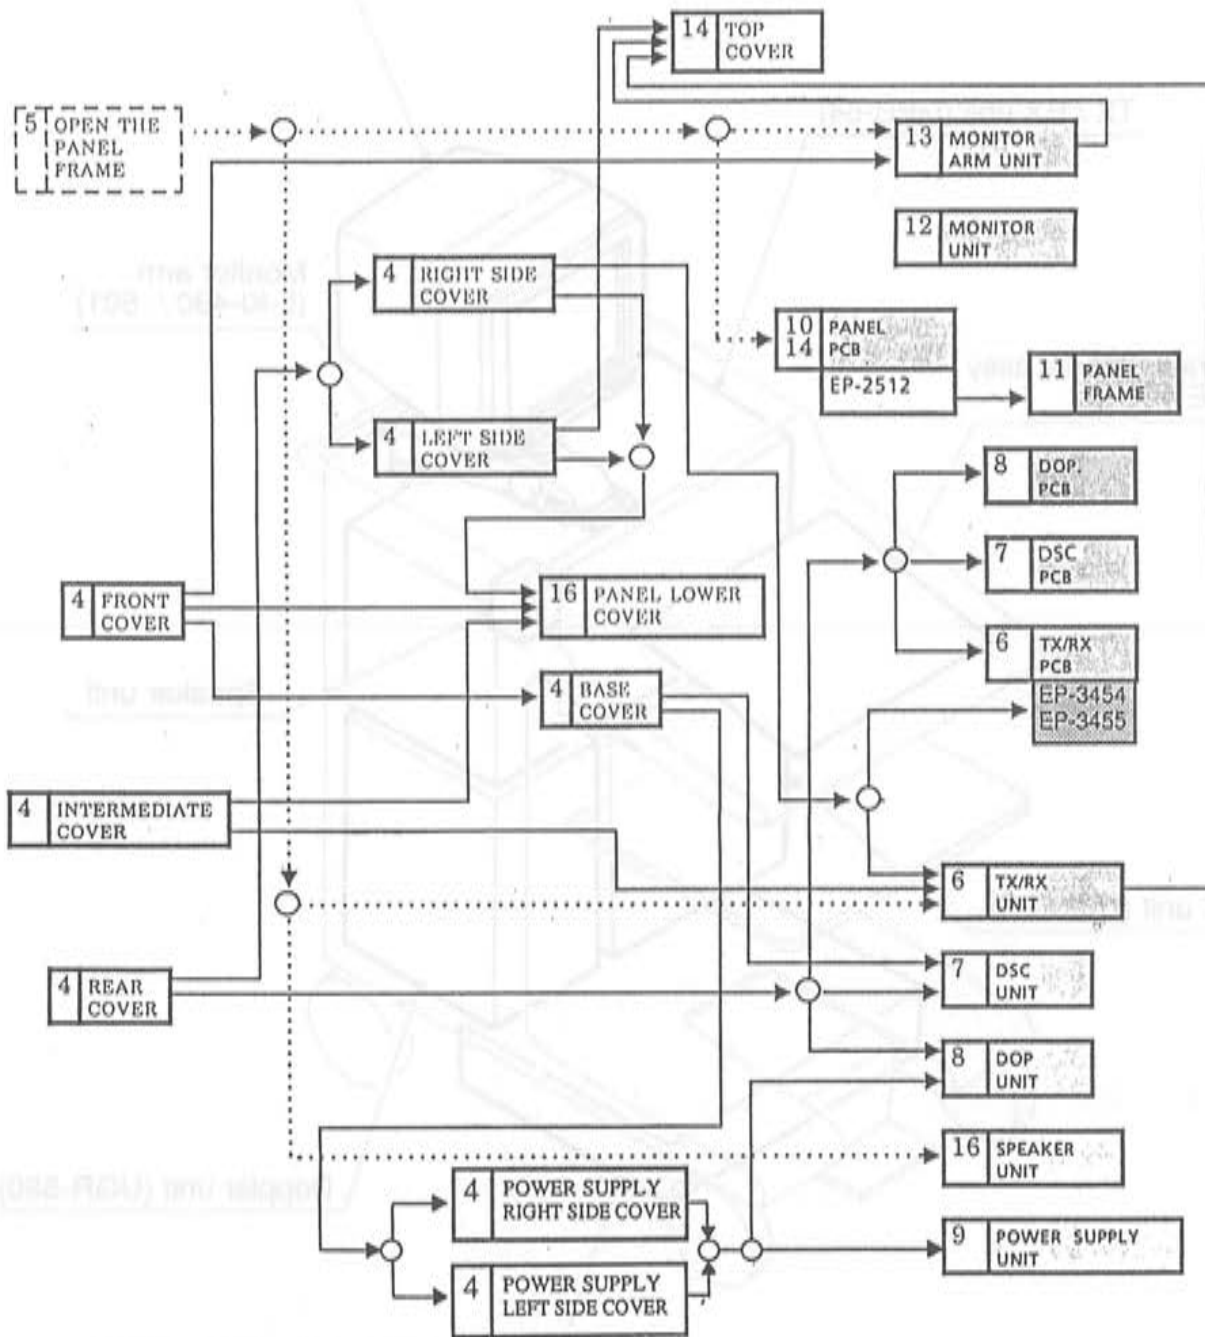 14 TOP
COVER
5 OPEN THE
PANEL
FRAME
13 MONITOR
ARM UNIT
12 MONITOR
UNIT
4 RIGHT SIDE
COVER
10 PANEL
14 PCB
EP-2512
11 PANEL
FRAME
4 LEFT SIDE
COVER
8 DOP.
PCB
7 DSC
PCB
4 FRONT
COVER
16 PANEL LOWER
COVER
6 TX/RX
PCB
EP-3454
EP-3455
4 BASE
COVER
4 INTERMEDIATE
COVER
6 TX/RX
UNIT
4 REAR
COVER
7 DSC
UNIT
8 DOP
UNIT
16 SPEAKER
UNIT
4 POWER SUPPLY
RIGHT SIDE COVER
9 POWER SUPPLY
UNIT
4 POWER SUPPLY
LEFT SIDE COVER